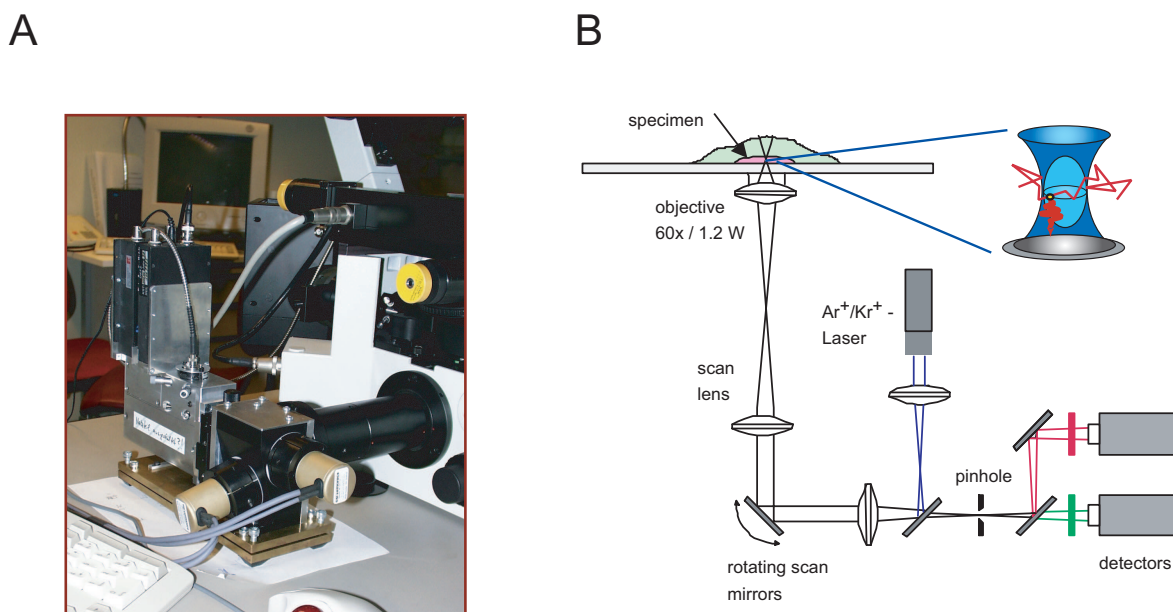 A
B
specimen
objective
60x / 1.2 W
Ar+/Kr+ -
Laser
scan
lens
pinhole
rotating scan
mirrors
detectors